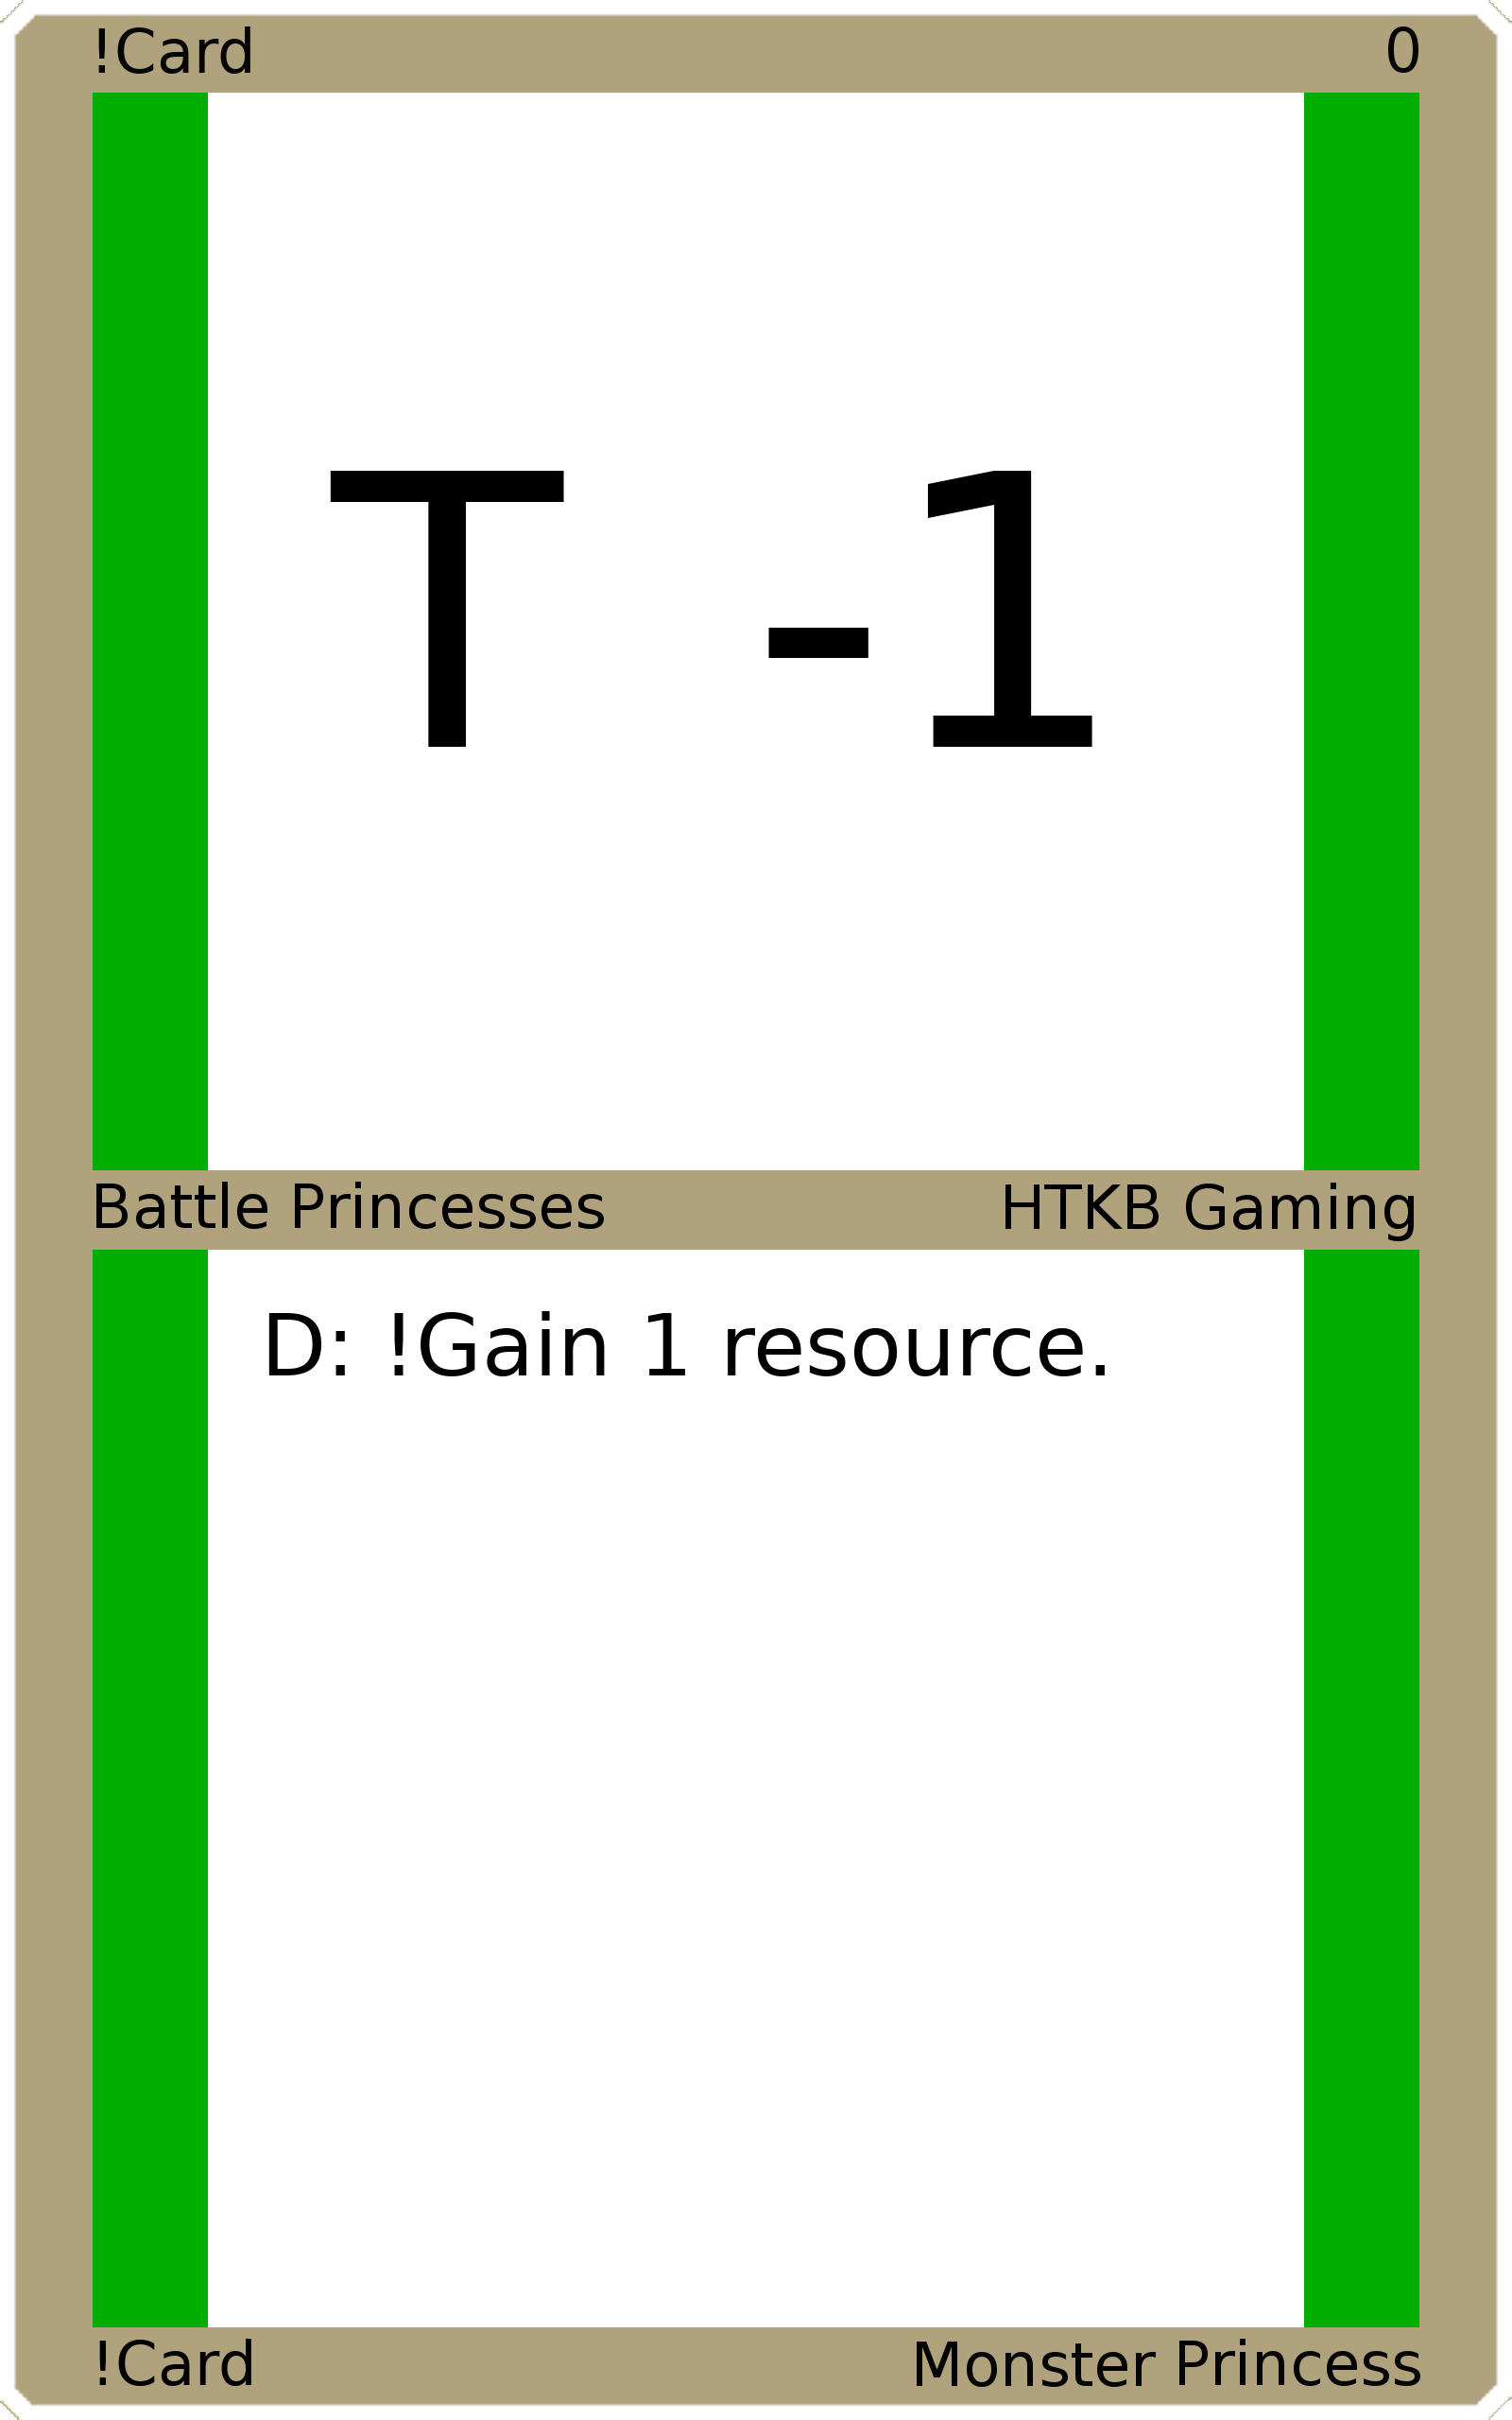 !Card 0
T -1
Battle Princesses HTKB Gaming
D: !Gain 1 resource.
!Card Monster Princess